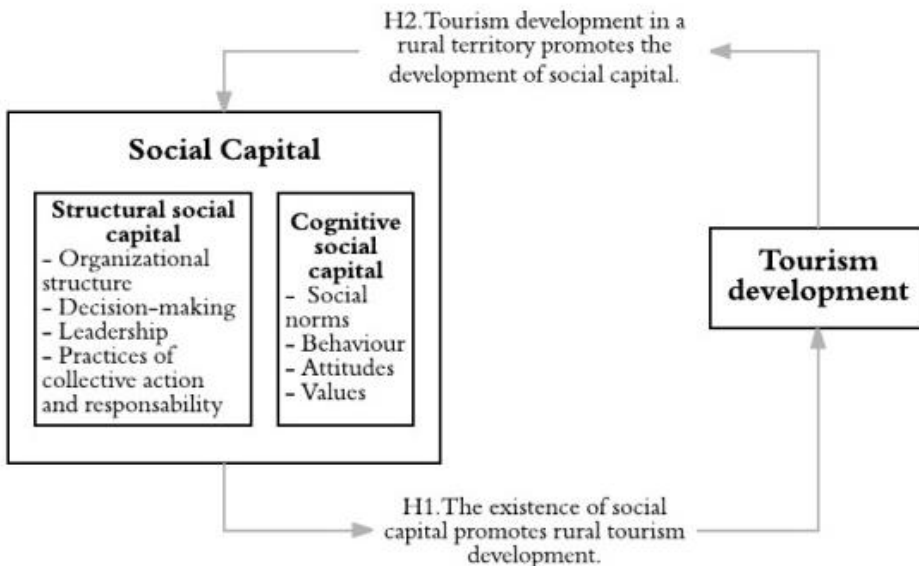 H2.Tourism development in a
rural territory promotes the
development of social capital.
Social Capital
Structural social
capital
- Organizational
structure
- Decision-making
- Leadership
- Practices of
collective action
and responsability
Cognitive
social
capital
- Social
norms
- Behaviour
- Attitudes
- Values
Tourism
development
H1.The existence of social
capital promotes rural tourism
development.